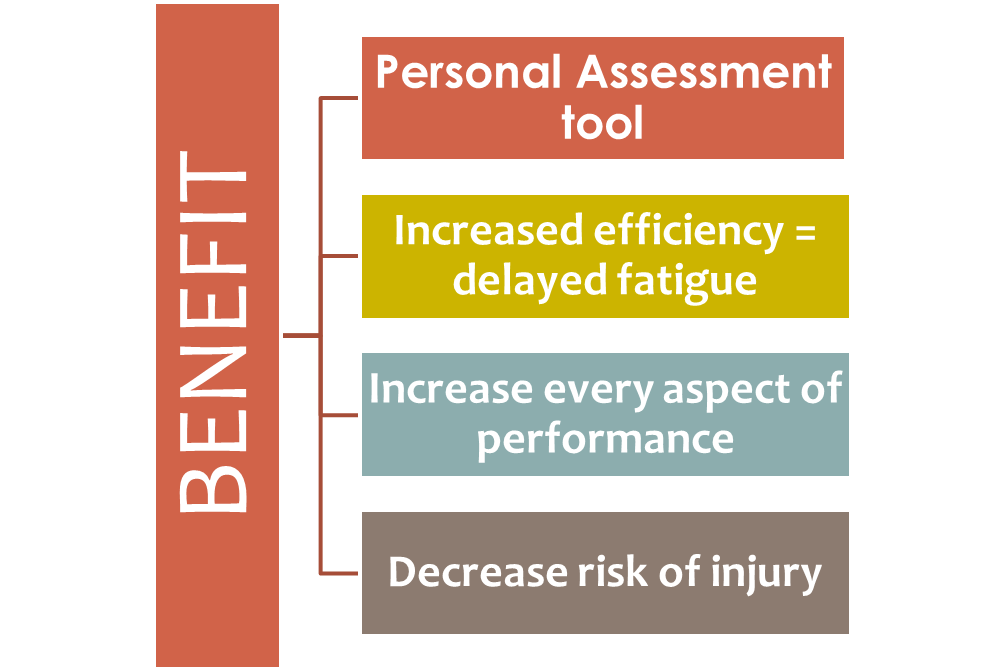 BENEFIT
Personal Assessment
tool
Increased efficiency =
delayed fatigue
Increase every aspect of
performance
Decrease risk of injury